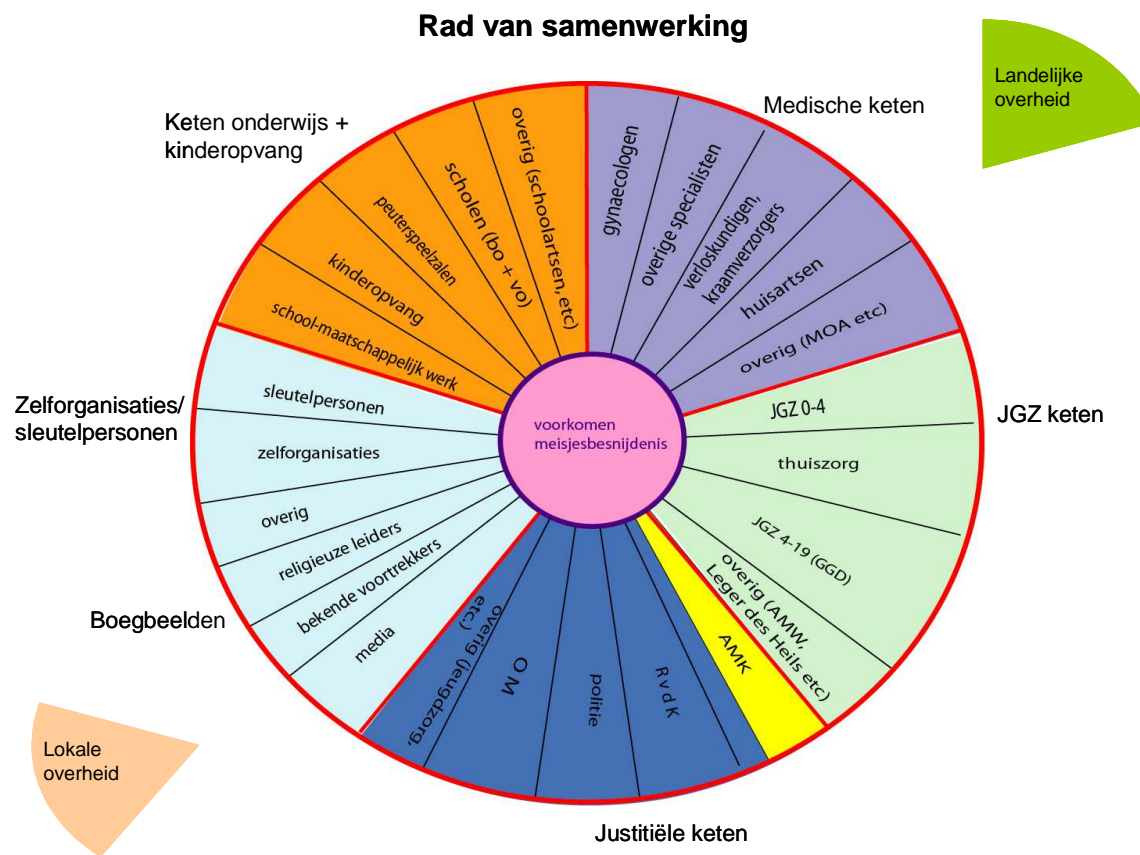 Rad van samenwerking
Landelijke
overheid
Medische keten
Keten onderwijs +
kinderopvang
gynaecologen
overige specialisten
verloskundigen,
kraamverzorgers
huisartsen
overig (MOA etc)
JGZ keten
JGZ 0-4
thuiszorg
JGZ 4-19 (GGD)
overig (AMW,
Leger des Heils etc)
AMK
RvdK
politie
OM
overig (jeugdzorg,
etc.)
Justitiële keten
media
bekende voortrekkers
religieuze leiders
Boegbeelden
overig
zelforganisaties
sleutelpersonen
Zelforganisaties/
sleutelpersonen
school-maatschappelijk werk
kinderopvang
peuterspeelzalen
scholen (bo + vo)
overig (schoolartsen, etc)
voorkomen
meisjesbesnijdenis
Lokale
overheid